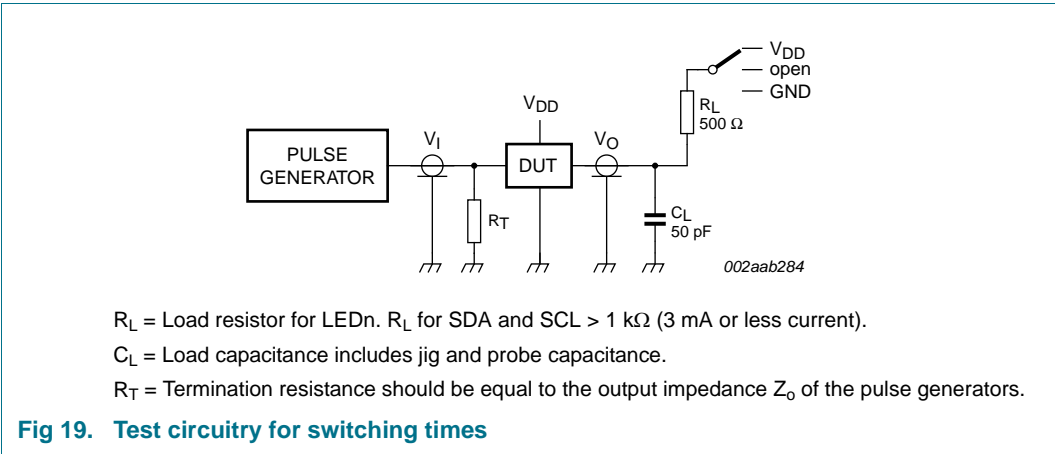 V_DD
open
GND
R_L
500 Ω
V_DD
V_I
V_O
PULSE
GENERATOR
DUT
R_T
C_L
50 pF
002aab284
R_L = Load resistor for LEDn. R_L for SDA and SCL > 1 kΩ (3 mA or less current).
C_L = Load capacitance includes jig and probe capacitance.
R_T = Termination resistance should be equal to the output impedance Z_o of the pulse generators.
Fig 19. Test circuitry for switching times